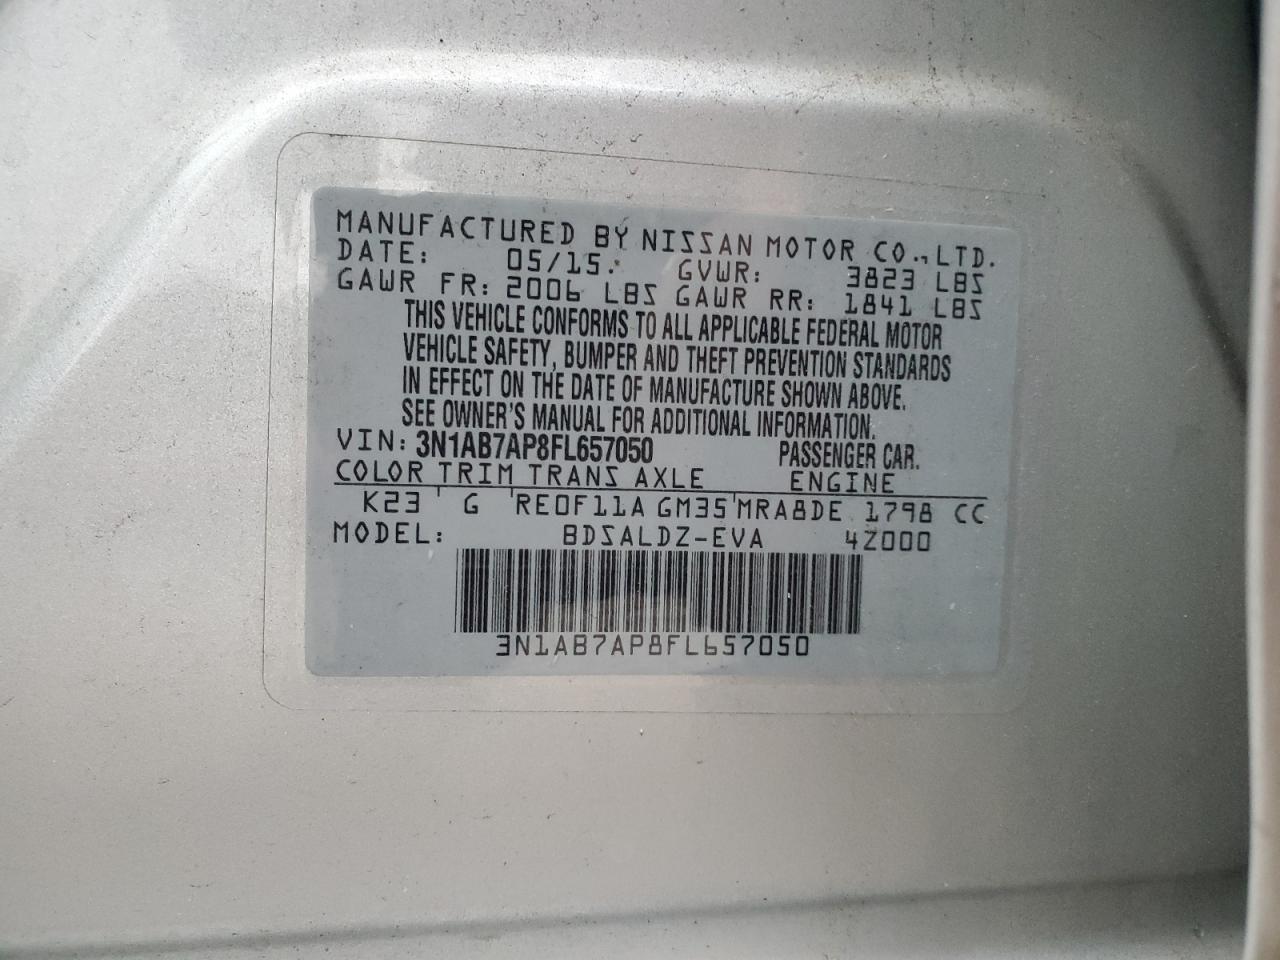 MANUFACTURED BY NISSAN MOTOR CO., LTD.
DATE: 05/15. GVWR: 3823 LBS
GAWR FR: 2006 LBS GAWR RR: 1841 LBS
THIS VEHICLE CONFORMS TO ALL APPLICABLE FEDERAL MOTOR
VEHICLE SAFETY, BUMPER AND THEFT PREVENTION STANDARDS
IN EFFECT ON THE DATE OF MANUFACTURE SHOWN ABOVE.
SEE OWNER'S MANUAL FOR ADDITIONAL INFORMATION.
VIN: 3N1AB7AP8FL657050 PASSENGER CAR.
COLOR TRIM TRANS AXLE ENGINE
K23 ' G 'RE0F11A GM35'MRA8DE 1798 CC
MODEL: BDSALDZ-EVA 4Z000
3N1AB7AP8FL657050